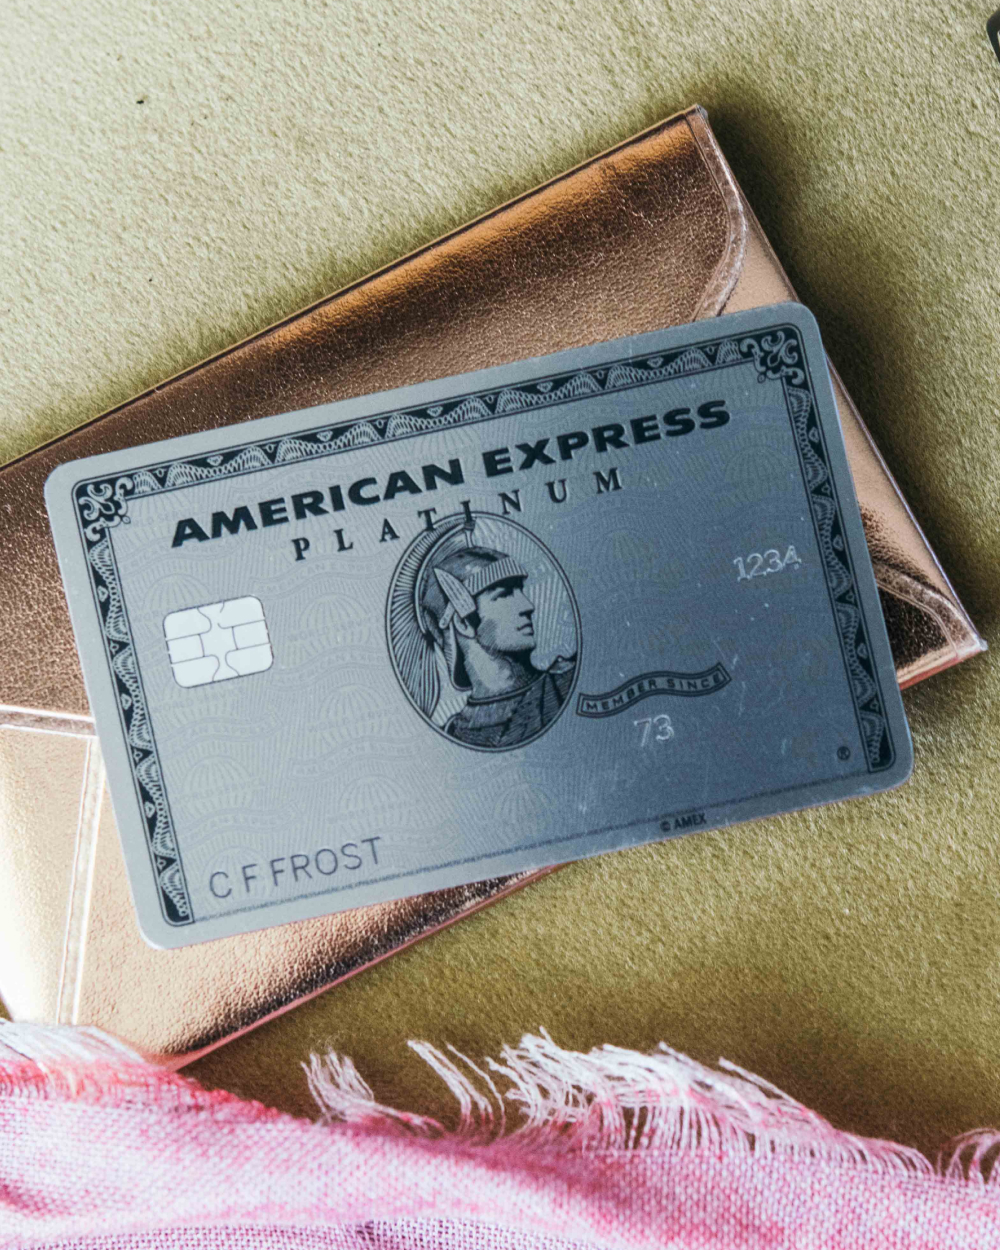 AMERICAN EXPRESS
PLATINUM
1234
MEMBER SINCE
73
®
C F FROST
© AMEX